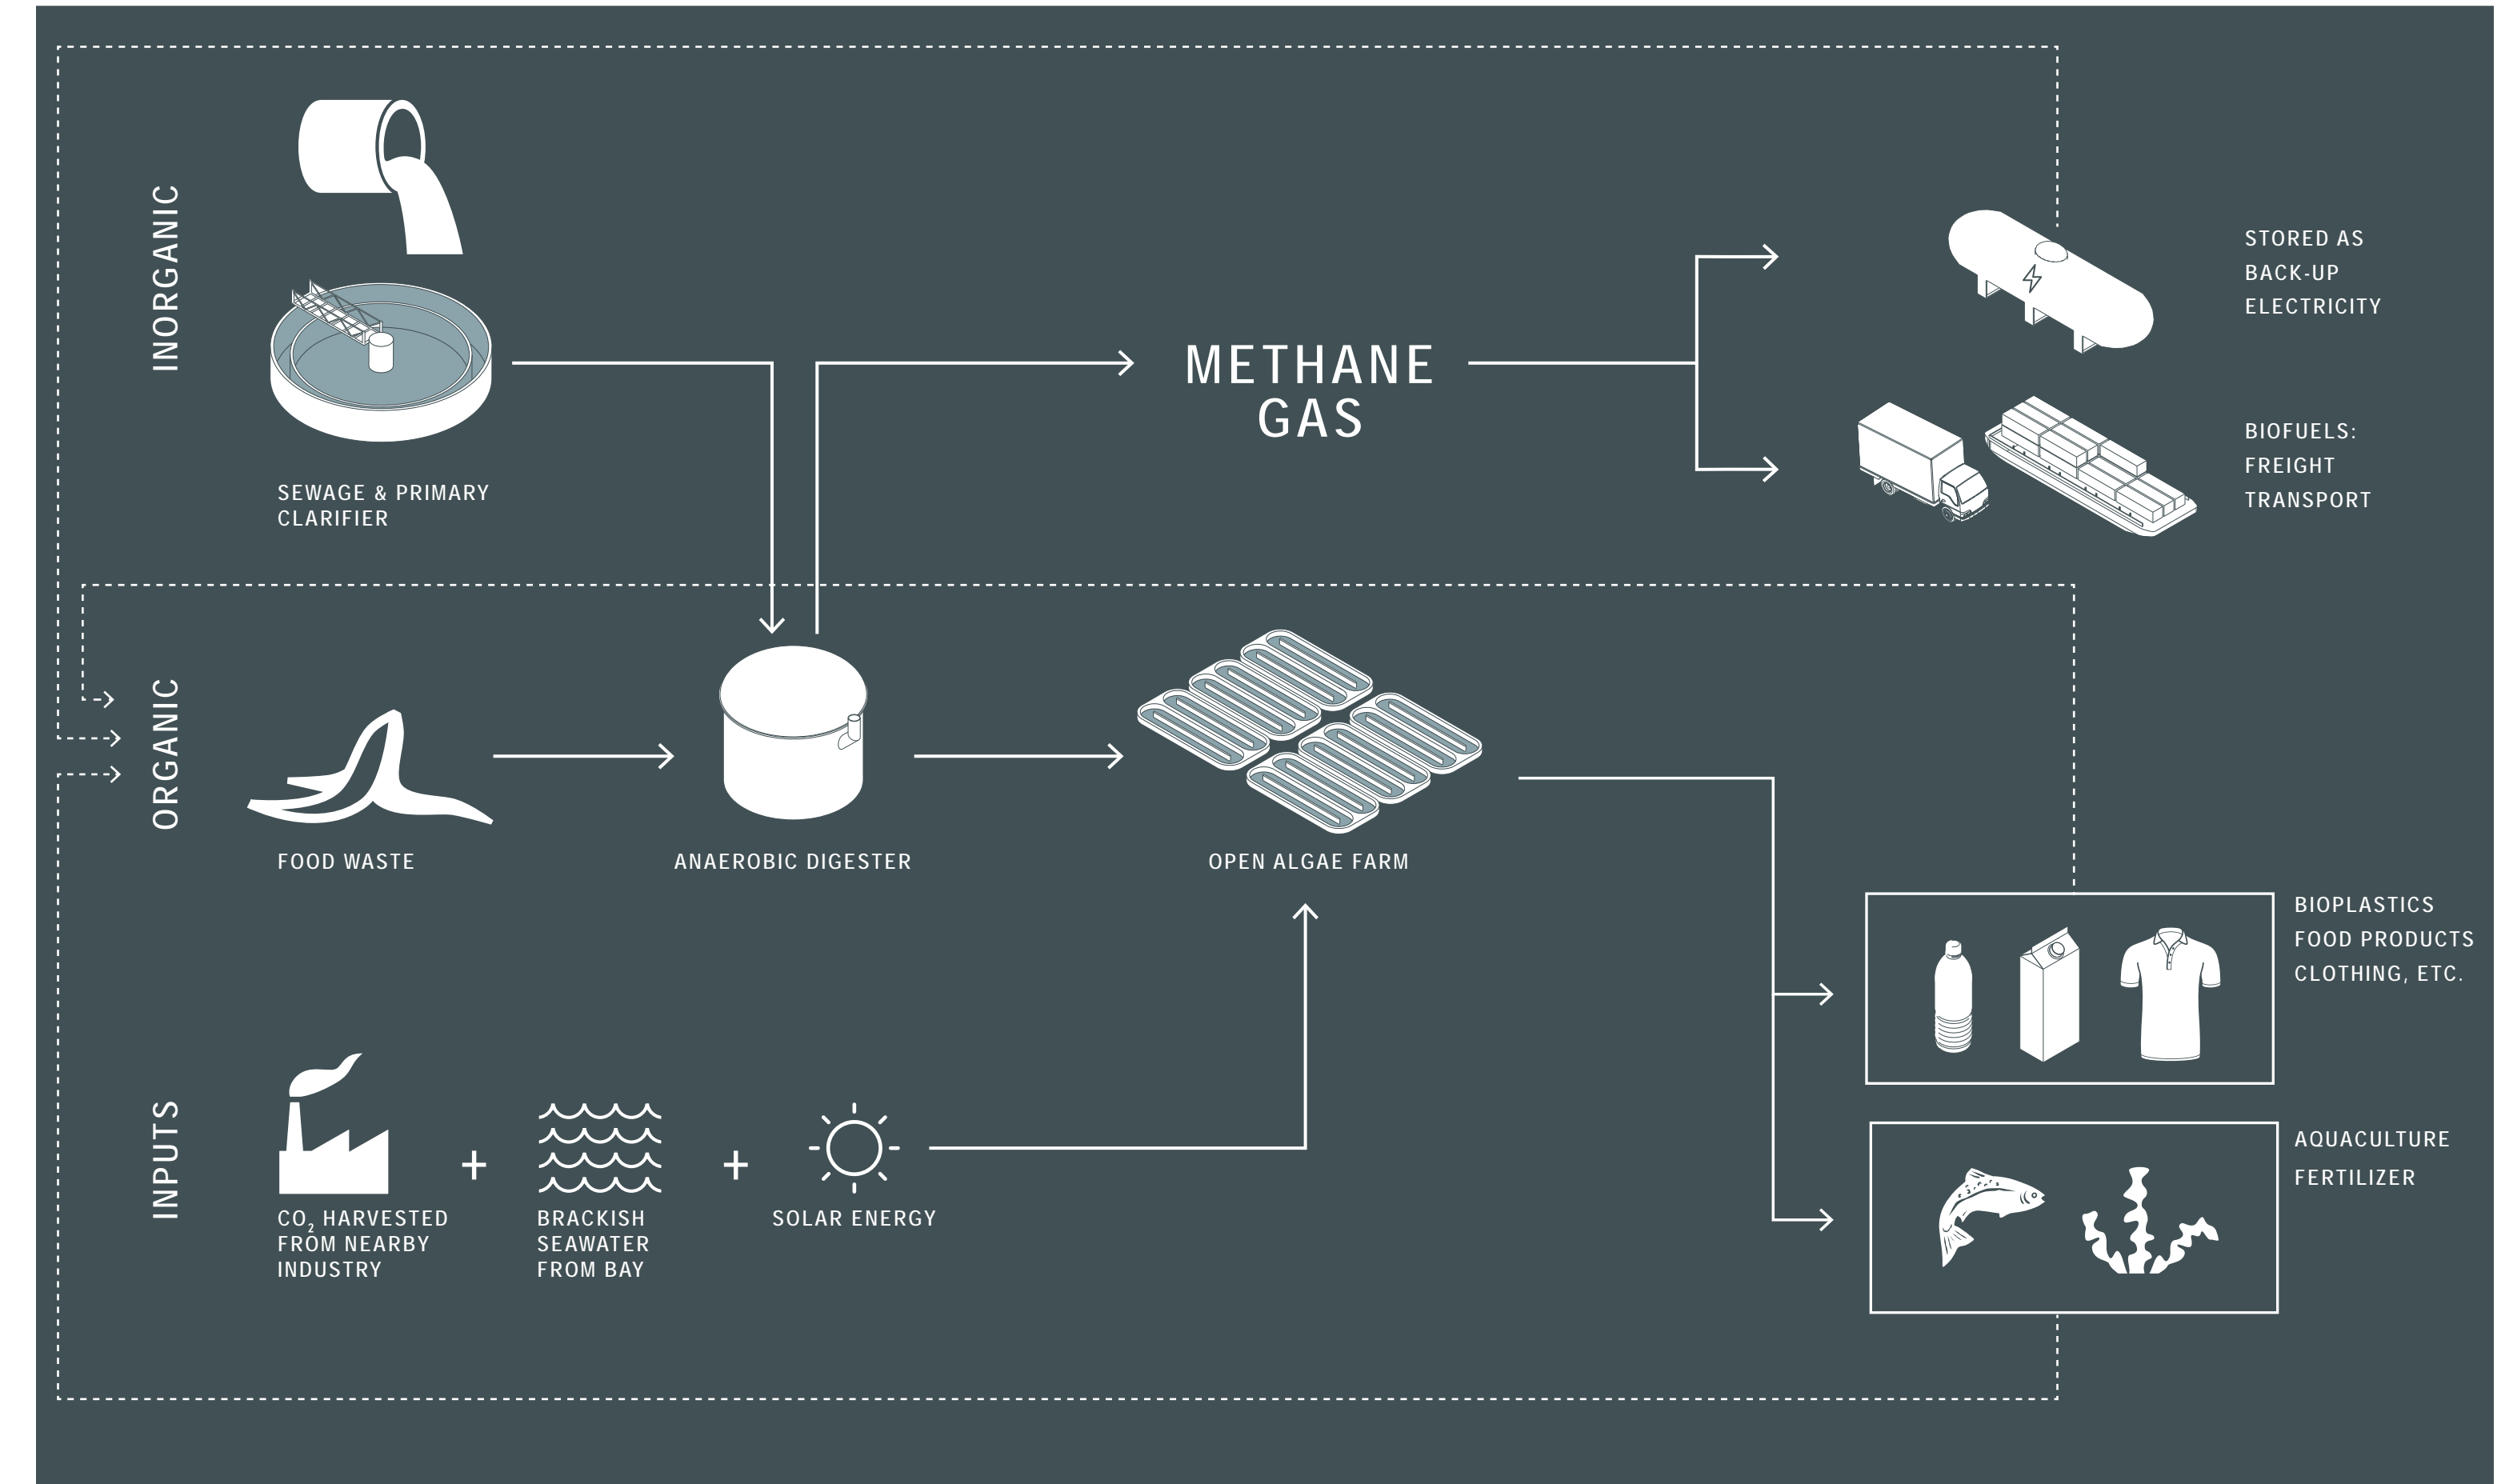 INORGANIC
SEWAGE & PRIMARY
CLARIFIER
METHANE
GAS
STORED AS
BACK-UP
ELECTRICITY
BIOFUELS:
FREIGHT
TRANSPORT
ORGANIC
FOOD WASTE
ANAEROBIC DIGESTER
OPEN ALGAE FARM
BIOPLASTICS
FOOD PRODUCTS
CLOTHING, ETC.
INPUTS
+
+
CO₂ HARVESTED
FROM NEARBY
INDUSTRY
BRACKISH
SEAWATER
FROM BAY
SOLAR ENERGY
AQUACULTURE
FERTILIZER